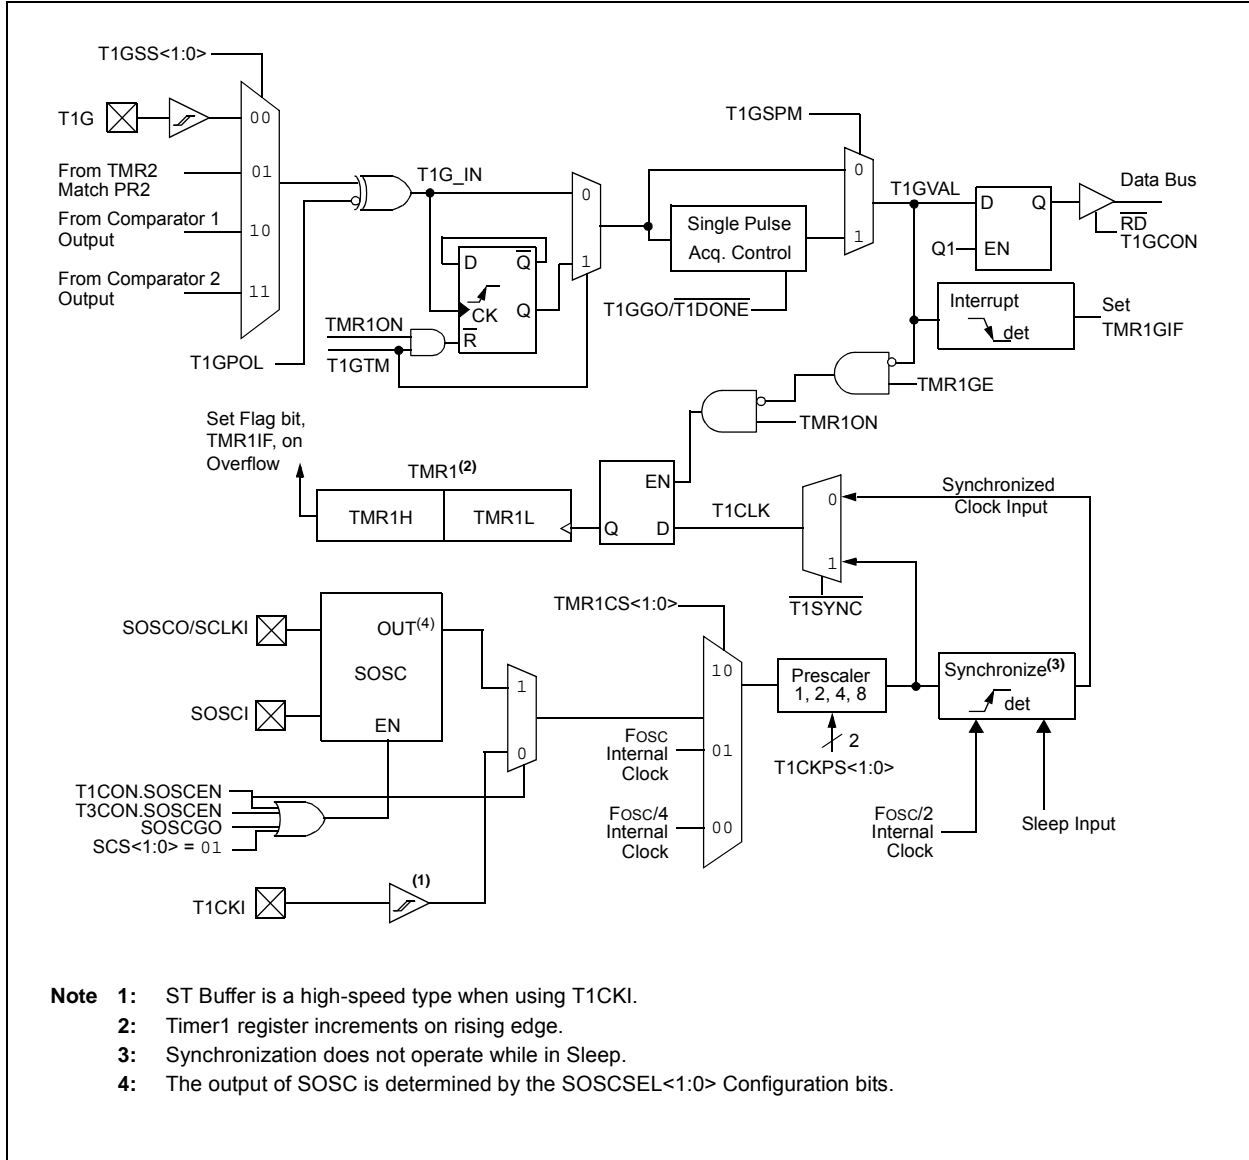 T1GSS<1:0>
T1G
00
From TMR2
Match PR2
01
From Comparator 1
Output
10
From Comparator 2
Output
11
T1GPOL
T1G_IN
D
Q
CK
Q
R
TMR1ON
T1GTM
0
1
T1GSPM
Single Pulse
Acq. Control
T1GGO/T1DONE
0
1
T1GVAL
D
Q
Q1
EN
Data Bus
RD
T1GCON
Interrupt
det
Set
TMR1GIF
TMR1GE
TMR1ON
Set Flag bit,
TMR1IF, on
Overflow
TMR1(2)
TMR1H
TMR1L
EN
Q
D
T1CLK
0
1
T1SYNC
Synchronized
Clock Input
SOSCO/SCLKI
OUT(4)
SOSC
SOSCI
EN
1
0
T1CON.SOSCEN
T3CON.SOSCEN
SOSCGO
SCS<1:0> = 01
T1CKI
(1)
TMR1CS<1:0>
10
FOSC
Internal
Clock
01
FOSC/4
Internal
Clock
00
Prescaler
1, 2, 4, 8
2
T1CKPS<1:0>
Synchronize(3)
det
FOSC/2
Internal
Clock
Sleep Input
Note 1: ST Buffer is a high-speed type when using T1CKI.
2: Timer1 register increments on rising edge.
3: Synchronization does not operate while in Sleep.
4: The output of SOSC is determined by the SOSCSEL<1:0> Configuration bits.